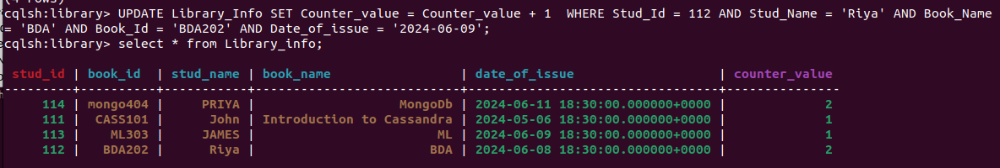 cqlsh:library> UPDATE Library_Info SET Counter_value = Counter_value + 1  WHERE Stud_Id = 112 AND Stud_Name = 'Riya' AND Book_Name
= 'BDA' AND Book_Id = 'BDA202' AND Date_of_issue = '2024-06-09';
cqlsh:library> select * from Library_info;
stud_id | book_id  | stud_name | book_name                 | date_of_issue                   | counter_value
---------+----------+-----------+---------------------------+---------------------------------+---------------
114 | mongo404 |     PRIYA |                   MongoDb | 2024-06-11 18:30:00.000000+0000 |             2
111 |  CASS101 |      John | Introduction to Cassandra | 2024-05-06 18:30:00.000000+0000 |             1
113 |    ML303 |     JAMES |                        ML | 2024-06-09 18:30:00.000000+0000 |             1
112 |   BDA202 |      Riya |                       BDA | 2024-06-08 18:30:00.000000+0000 |             2